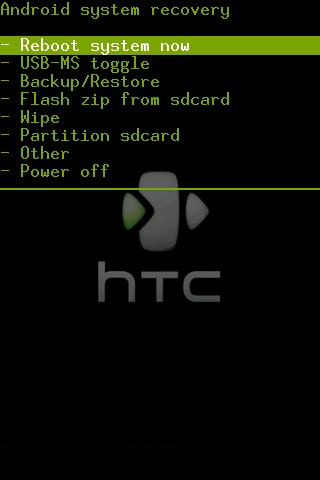 Android system recovery
- Reboot system now
- USB-MS toggle
- Backup/Restore
- Flash zip from sdcard
- Wipe
- Partition sdcard
- Other
- Power off
hTC